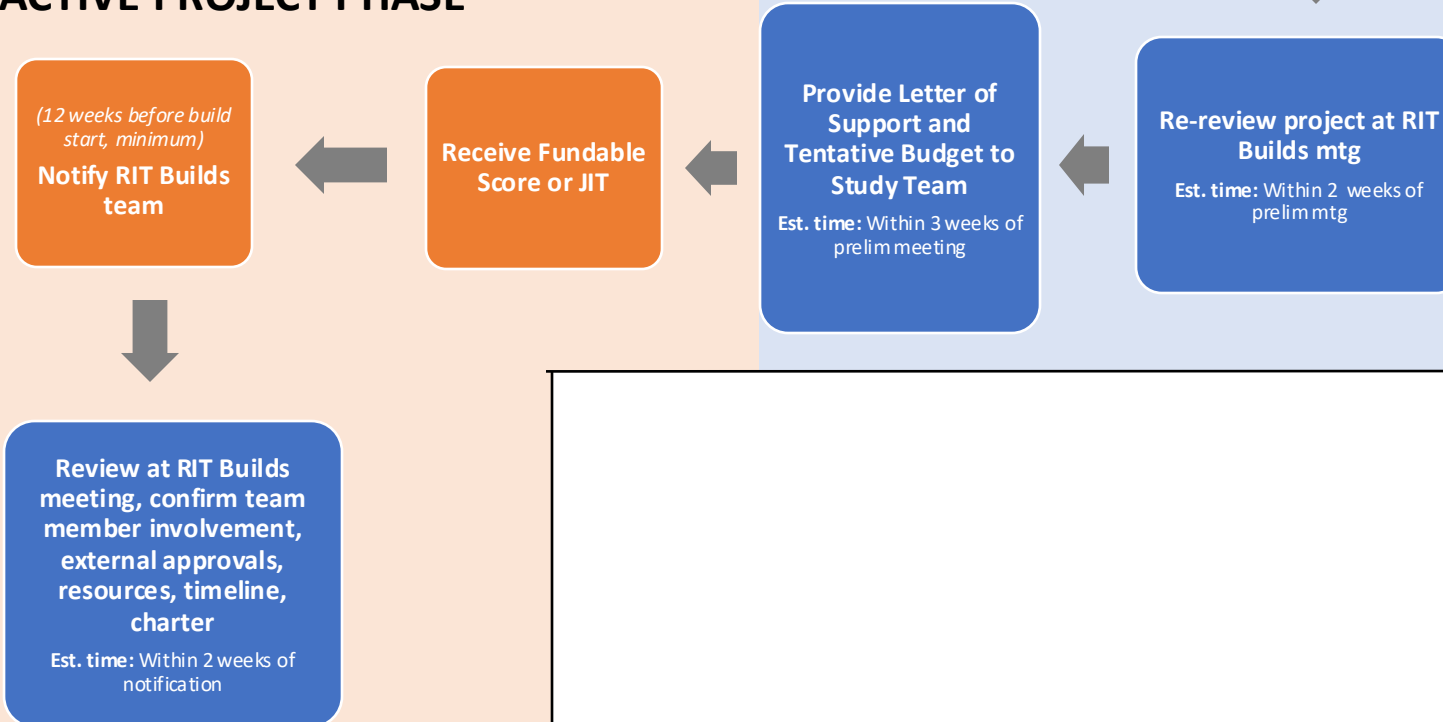 ACTIVE PROJECT PHASE
(12 weeks before build
start, minimum)
Notify RIT Builds
team
Receive Fundable
Score or JIT
Provide Letter of
Support and
Tentative Budget to
Study Team
Est. time: Within 3 weeks of
prelim meeting
Re-review project at RIT
Builds mtg
Est. time: Within 2 weeks of
prelim mtg
Review at RIT Builds
meeting, confirm team
member involvement,
external approvals,
resources, timeline,
charter
Est. time: Within 2 weeks of
notification